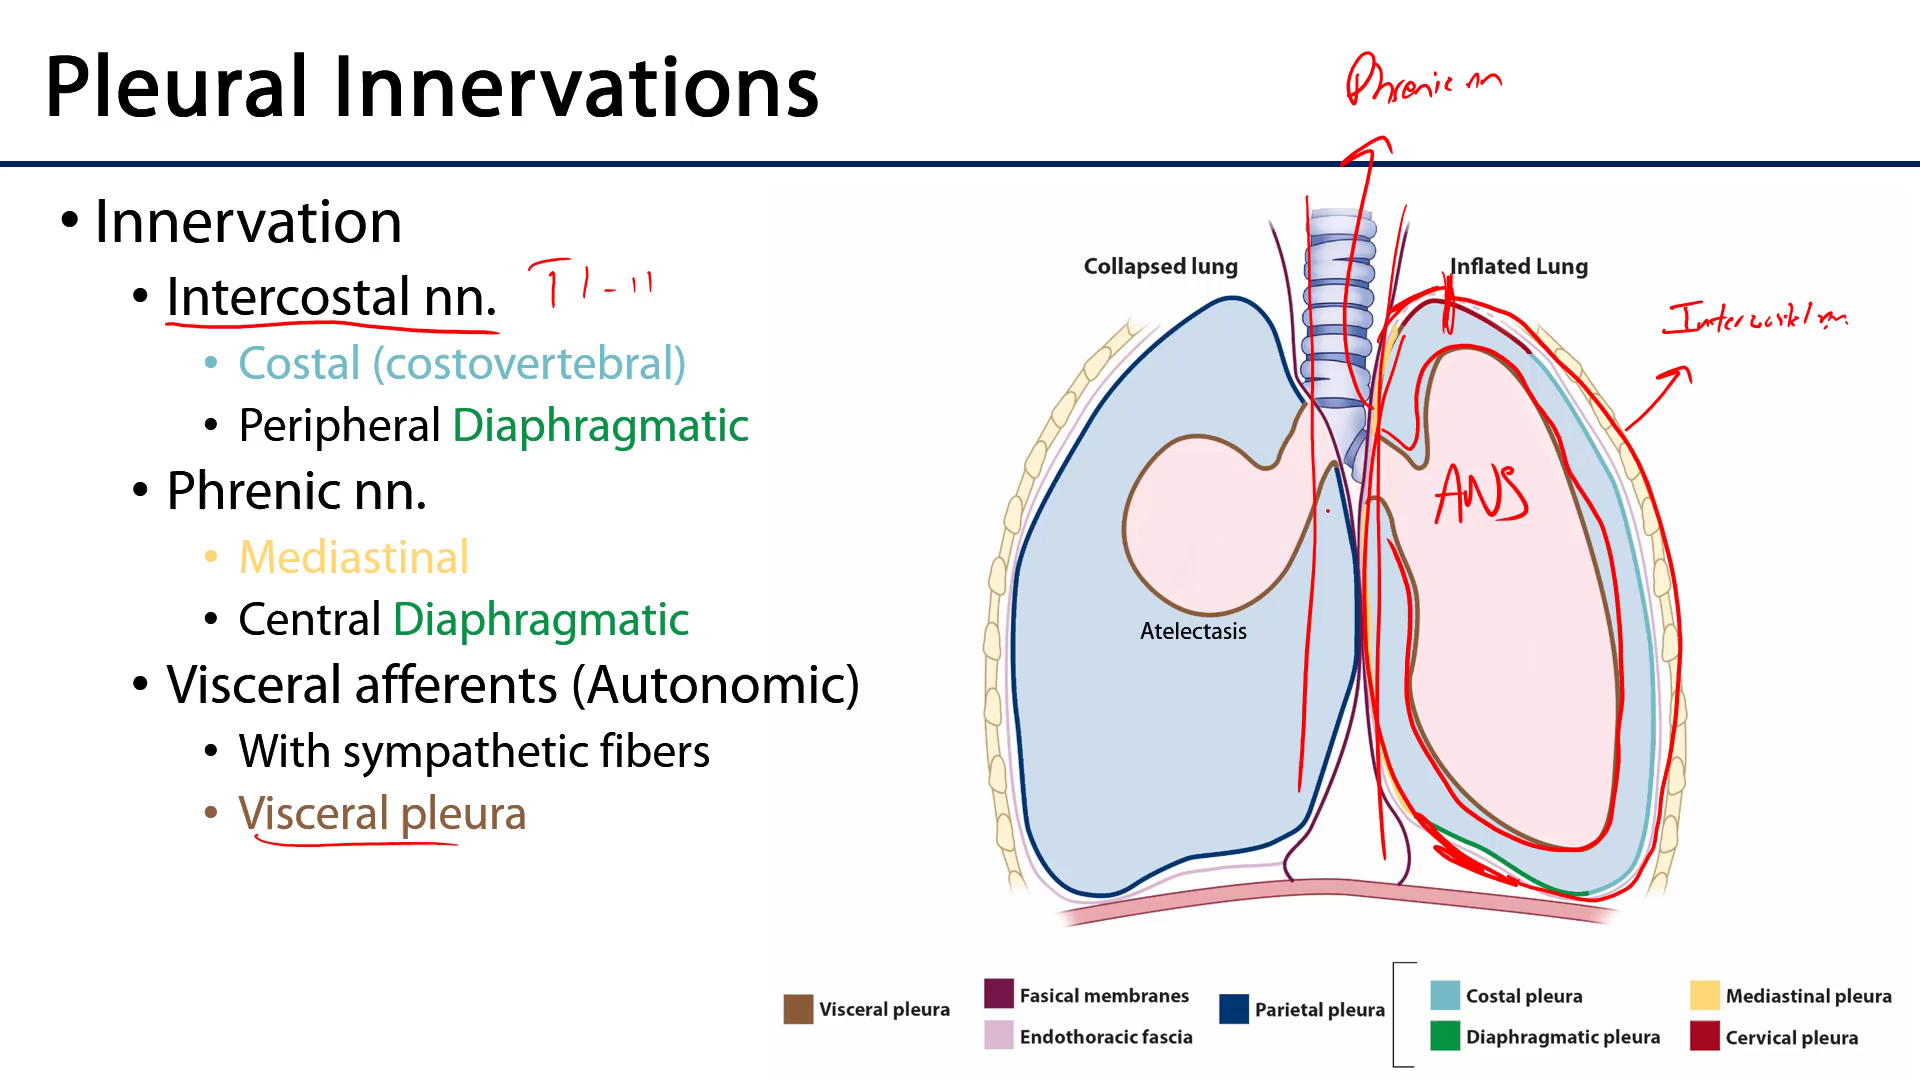 Pleural Innervations
Phrenic nn
• Innervation
• Intercostal nn. T1-11
• Costal (costovertebral)
• Peripheral Diaphragmatic
• Phrenic nn.
• Mediastinal
• Central Diaphragmatic
• Visceral afferents (Autonomic)
• With sympathetic fibers
• Visceral pleura
Collapsed lung
Inflated Lung
Intercostal nn.
ANS
Atelectasis
Visceral pleura
Fasical membranes
Endothoracic fascia
Parietal pleura
Costal pleura
Diaphragmatic pleura
Mediastinal pleura
Cervical pleura